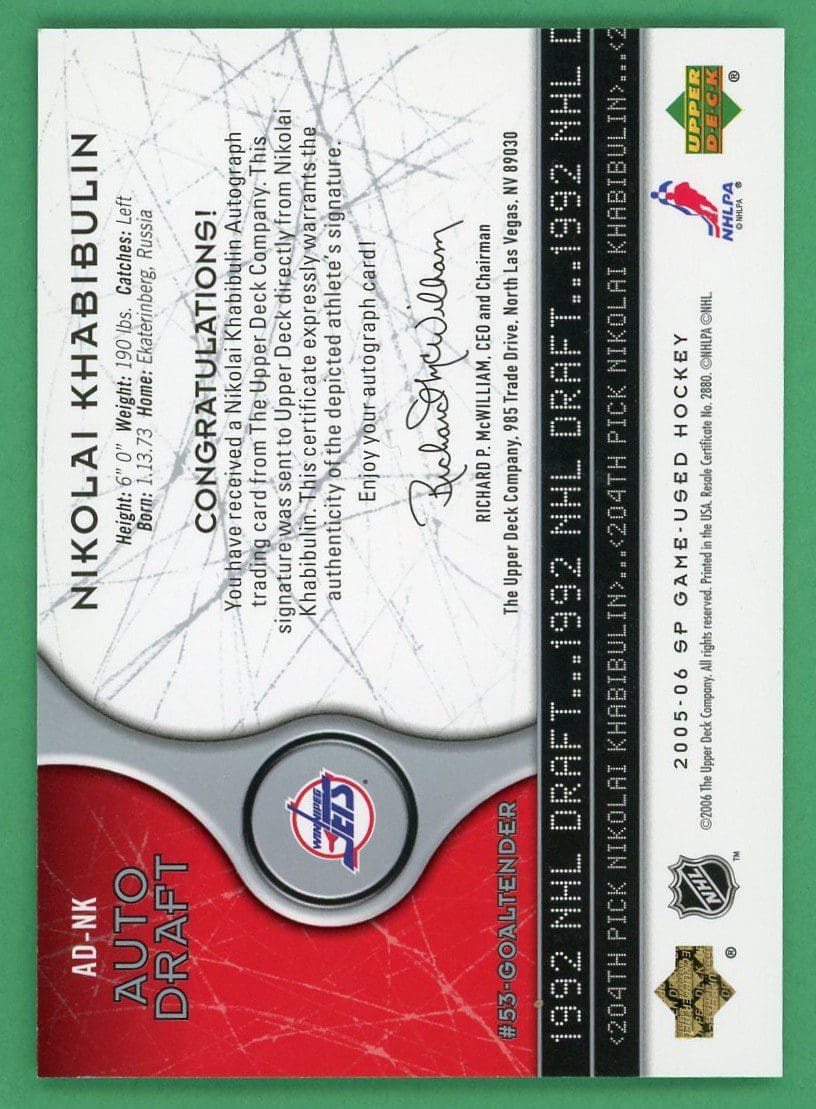 AD-NK
AUTO
DRAFT
WINNIPEG
JETS
#53-GOALTENDER
NIKOLAI KHABIBULIN
Height: 6" 0" Weight: 190 lbs. Catches: Left
Born: 1.13.73 Home: Ekaterinberg, Russia
CONGRATULATIONS!
You have received a Nikolai Khabibulin Autograph
trading card from The Upper Deck Company. This
signature was sent to Upper Deck directly from Nikolai
Khabibulin. This certificate expressly warrants the
authenticity of the depicted athlete's signature.
Enjoy your autograph card!
Richard P. McWilliam
RICHARD P. McWILLIAM, CEO and Chairman
The Upper Deck Company, 985 Trade Drive, North Las Vegas, NV 89030
1992 NHL DRAFT...1992 NHL DRAFT...1992 NHL D
<204TH PICK NIKOLAI KHABIBULIN>...<204TH PICK NIKOLAI KHABIBULIN>...<2
®
NHL
TM
2005-06 SP GAME-USED HOCKEY
©2006 The Upper Deck Company. All rights reserved. Printed in the USA. Resale Certificate No. 2880. ©NHLPA ©NHL.
NHLPA ®
© NHLPA
UPPER
D·E·C·K ®